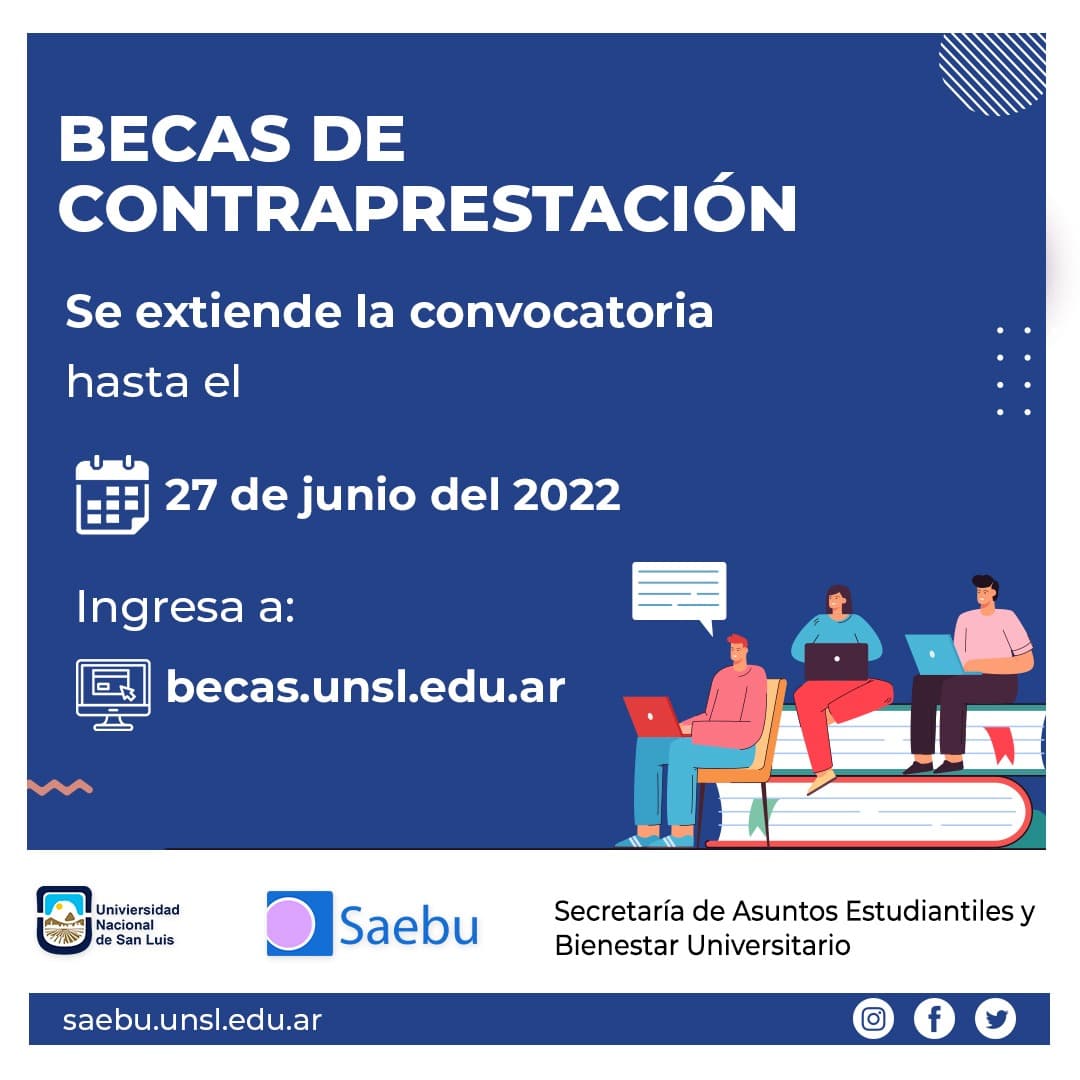 BECAS DE
CONTRAPRESTACIÓN
Se extiende la convocatoria
hasta el
27 de junio del 2022
Ingresa a:
becas.unsl.edu.ar
Univiersidad
Nacional
de San Luis
Saebu
Secretaría de Asuntos Estudiantiles y
Bienestar Universitario
saebu.unsl.edu.ar